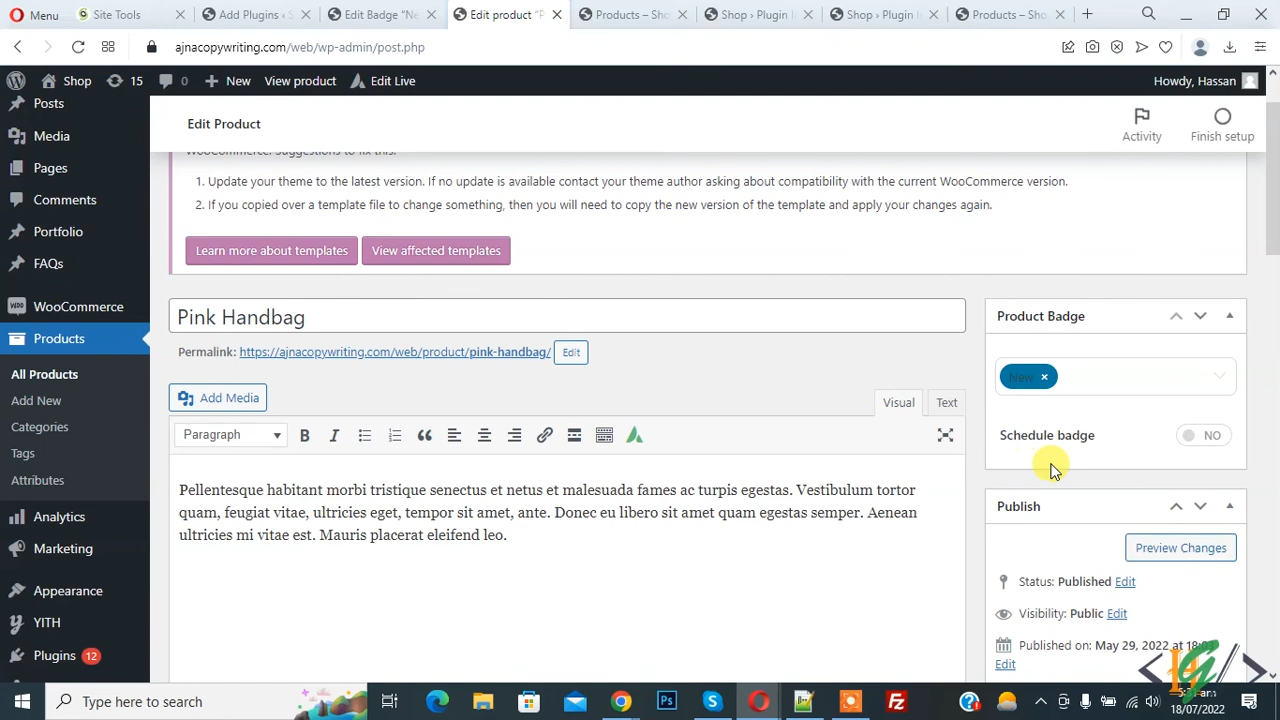 Menu
Site Tools
Add Plugins ‹ S
Edit Badge "Ne
Edit product "P
Products – Sho
Shop › Plugin I
Shop › Plugin I
Products – Sho
ajnacopywriting.com/web/wp-admin/post.php
Shop
15
0
New
View product
Edit Live
Howdy, Hassan
Posts
Media
Pages
Comments
Portfolio
FAQs
WooCommerce
Products
All Products
Add New
Categories
Tags
Attributes
Analytics
Marketing
Appearance
YITH
Plugins 12
Edit Product
Activity
Finish setup
WooCommerce. Suggestions to fix this:
1. Update your theme to the latest version. If no update is available contact your theme author asking about compatibility with the current WooCommerce version.
2. If you copied over a template file to change something, then you will need to copy the new version of the template and apply your changes again.
Learn more about templates
View affected templates
Pink Handbag
Permalink: https://ajnacopywriting.com/web/product/pink-handbag/ Edit
Add Media
Visual
Text
Paragraph
B
I
Pellentesque habitant morbi tristique senectus et netus et malesuada fames ac turpis egestas. Vestibulum tortor
quam, feugiat vitae, ultricies eget, tempor sit amet, ante. Donec eu libero sit amet quam egestas semper. Aenean
ultricies mi vitae est. Mauris placerat eleifend leo.
Product Badge
New ×
Schedule badge
NO
Publish
Preview Changes
Status: Published Edit
Visibility: Public Edit
Published on: May 29, 2022 at 18:03
Edit
Type here to search
18/07/2022